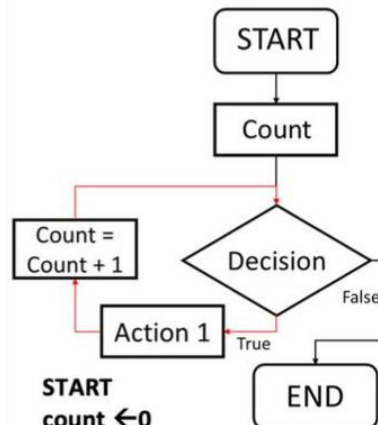 START
Count
Count =
Count + 1
Decision
False
Action 1
True
END
START
count ←0